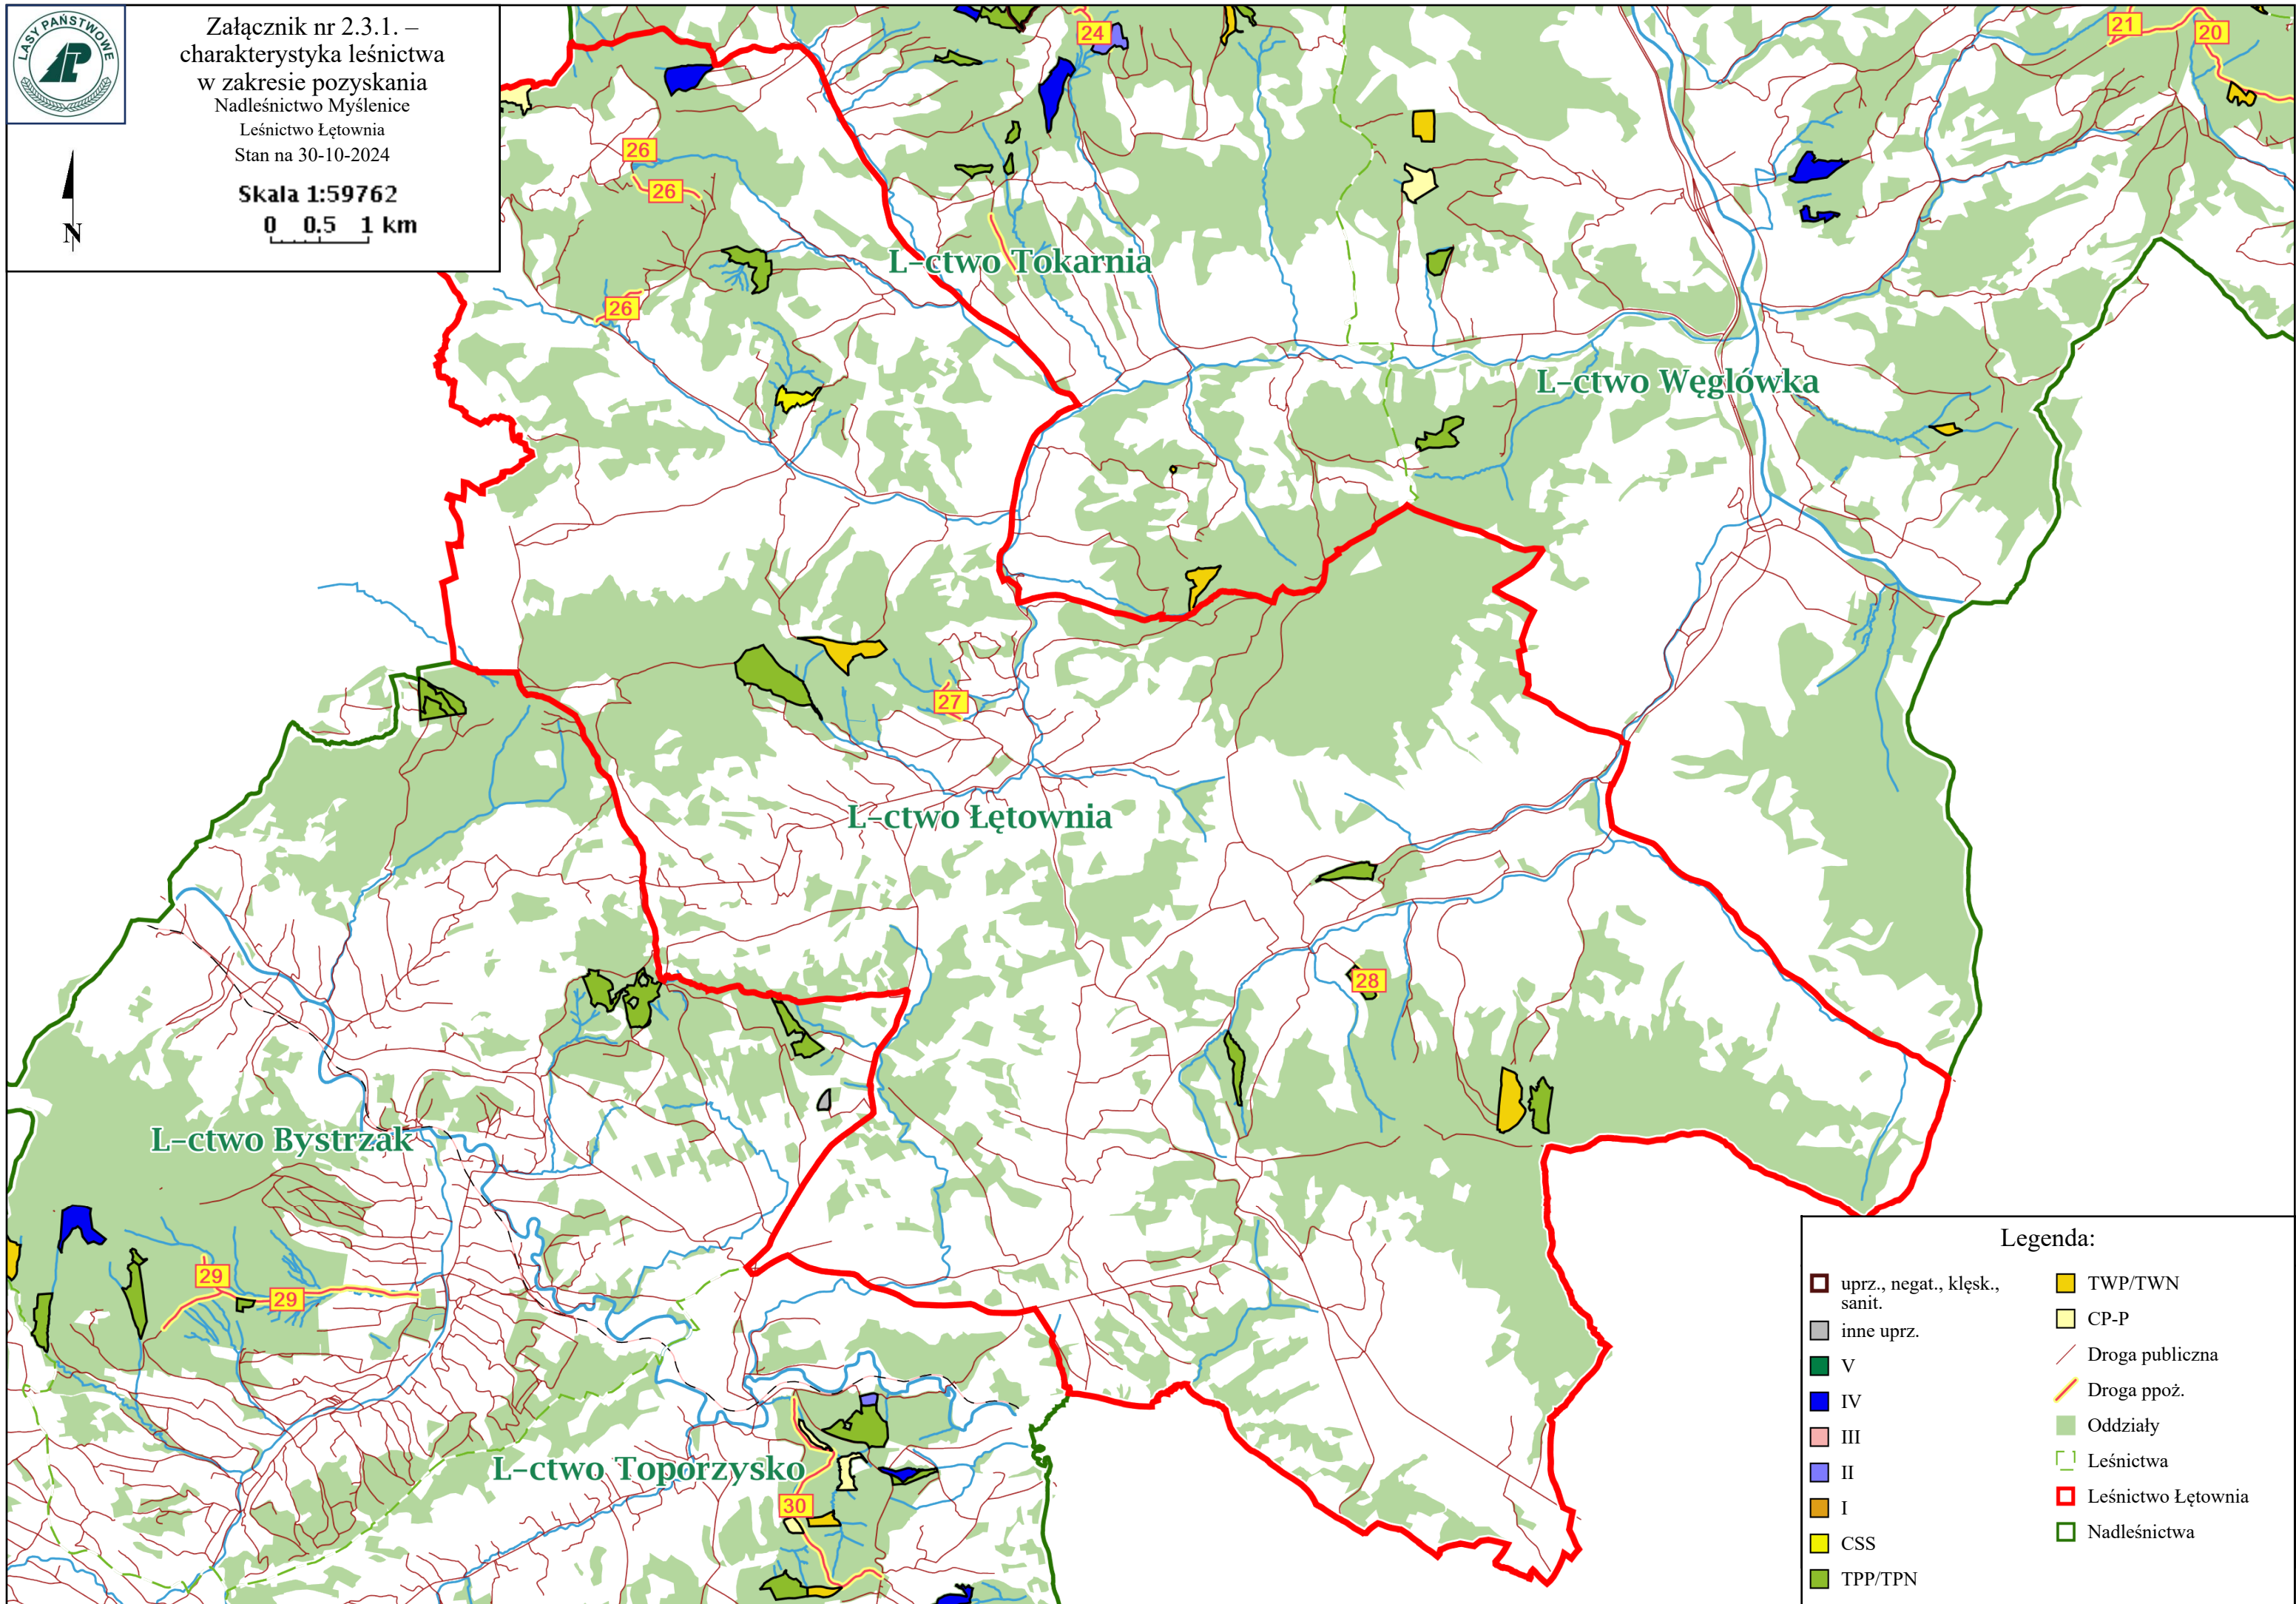 LASY PAŃSTWOWE
Załącznik nr 2.3.1. –
charakterystyka leśnictwa
w zakresie pozyskania
Nadleśnictwo Myślenice
Leśnictwo Łętownia
Stan na 30-10-2024
Skala 1:59762
0 0.5 1 km
N
24
21
20
26
26
L-ctwo Tokarnia
26
L-ctwo Węglówka
27
L-ctwo Łętownia
28
L-ctwo Bystrzak
29
29
L-ctwo Toporzysko
30
Legenda:
uprz., negat., klęsk.,
sanit.
inne uprz.
V
IV
III
II
I
CSS
TPP/TPN
TWP/TWN
CP-P
Droga publiczna
Droga ppoż.
Oddziały
Leśnictwa
Leśnictwo Łętownia
Nadleśnictwa